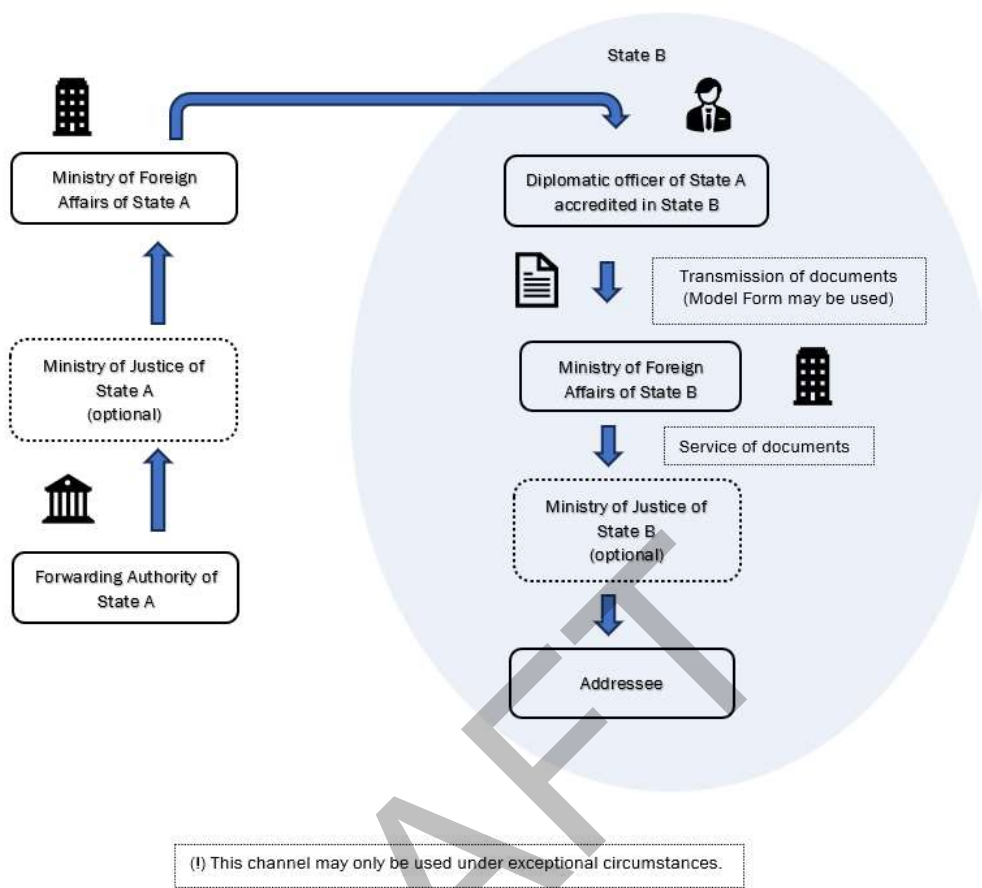 State B
Ministry of Foreign
Affairs of State A
Diplomatic officer of State A
accredited in State B
Transmission of documents
(Model Form may be used)
Ministry of Justice of
State A
(optional)
Ministry of Foreign
Affairs of State B
Service of documents
Ministry of Justice of
State B
(optional)
Forwarding Authority of
State A
Addressee
(!) This channel may only be used under exceptional circumstances.
AFT